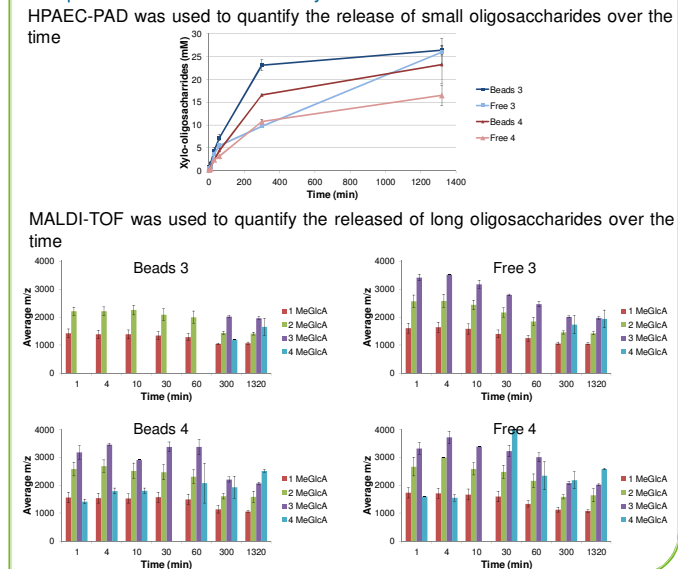 HPAEC-PAD was used to quantify the release of small oligosaccharides over the
time
30
25
20
15
10
5
0
Xylo-oligosacharrides (mM)
0 200 400 600 800 1000 1200 1400
Time (min)
Beads 3
Free 3
Beads 4
Free 4
MALDI-TOF was used to quantify the released of long oligosaccharides over the
time
Beads 3
4000
3000
2000
1000
0
Average m/z
1 4 10 30 60 300 1320
Time (min)
1 MeGlcA
2 MeGlcA
3 MeGlcA
4 MeGlcA
Free 3
4000
3000
2000
1000
0
Average m/z
1 4 10 30 60 300 1320
Time (min)
1 MeGlcA
2 MeGlcA
3 MeGlcA
4 MeGlcA
Beads 4
4000
3000
2000
1000
0
Average m/z
1 4 10 30 60 300 1320
Time (min)
1 MeGlcA
2 MeGlcA
3 MeGlcA
4 MeGlcA
Free 4
4000
3000
2000
1000
0
Average m/z
1 4 10 30 60 300 1320
Time (min)
1 MeGlcA
2 MeGlcA
3 MeGlcA
4 MeGlcA